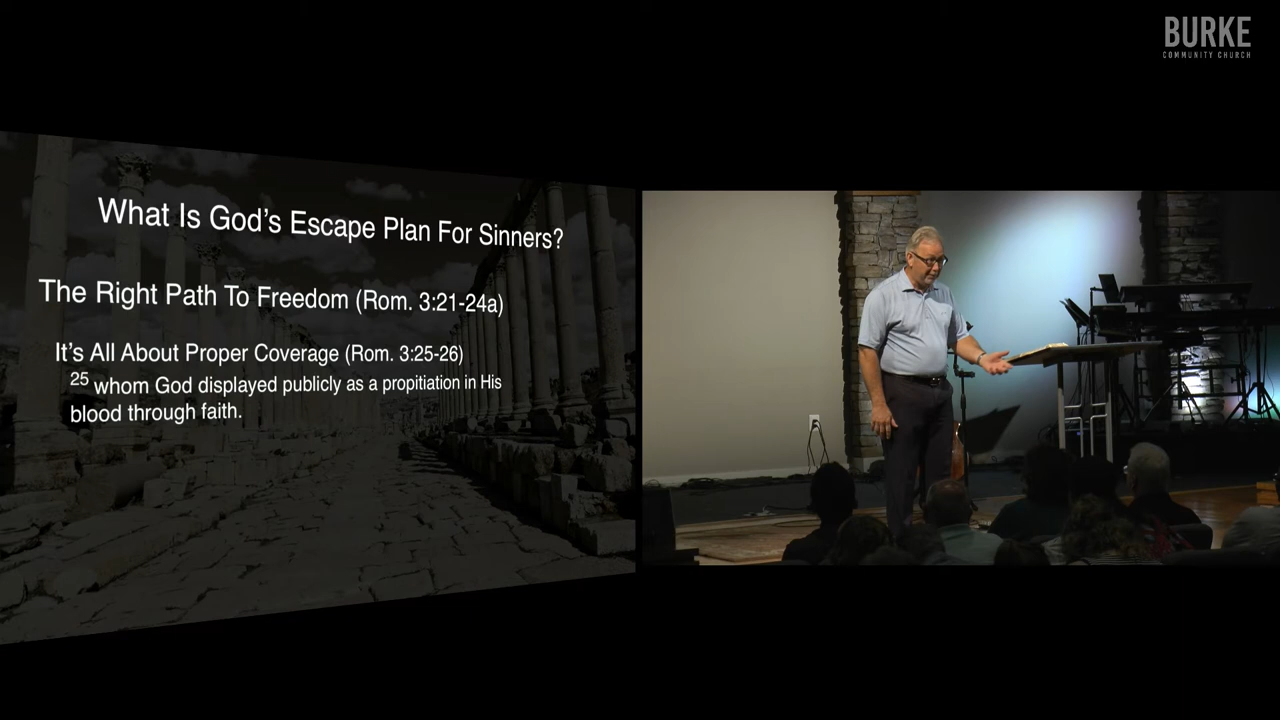 BURKE
COMMUNITY CHURCH
What Is God's Escape Plan For Sinners?
The Right Path To Freedom (Rom. 3:21-24a)
It's All About Proper Coverage (Rom. 3:25-26)
25 whom God displayed publicly as a propitiation in His
blood through faith.